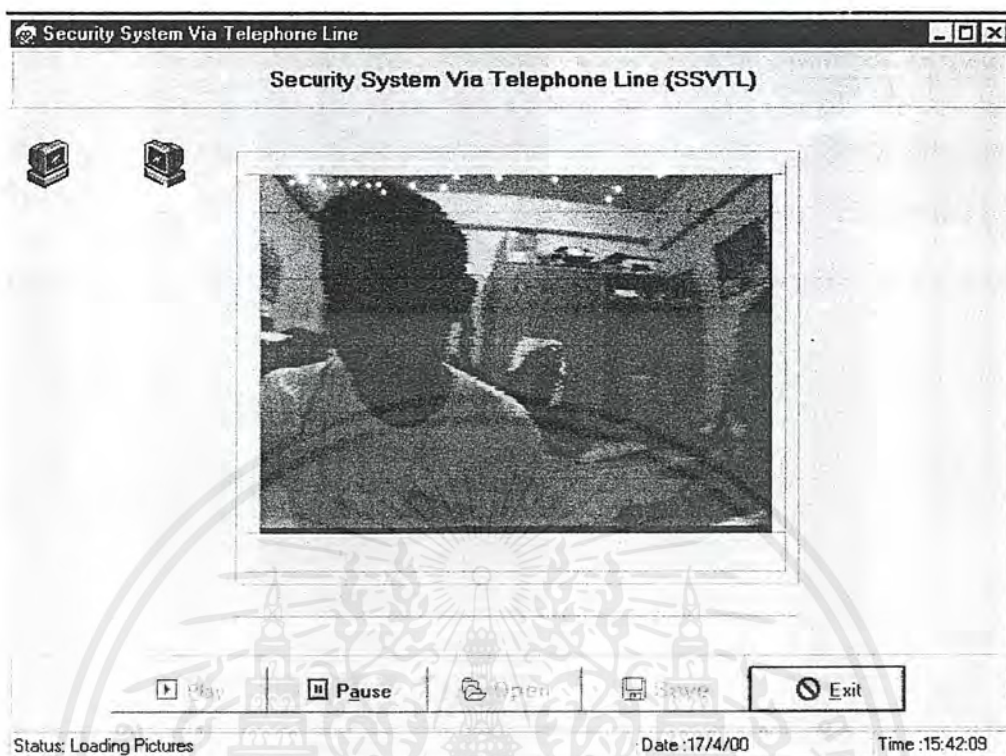 Security System Via Telephone Line
Security System Via Telephone Line (SSVTL)
Play Pause Open Save Exit
Status: Loading Pictures Date :17/4/00 Time :15:42:09